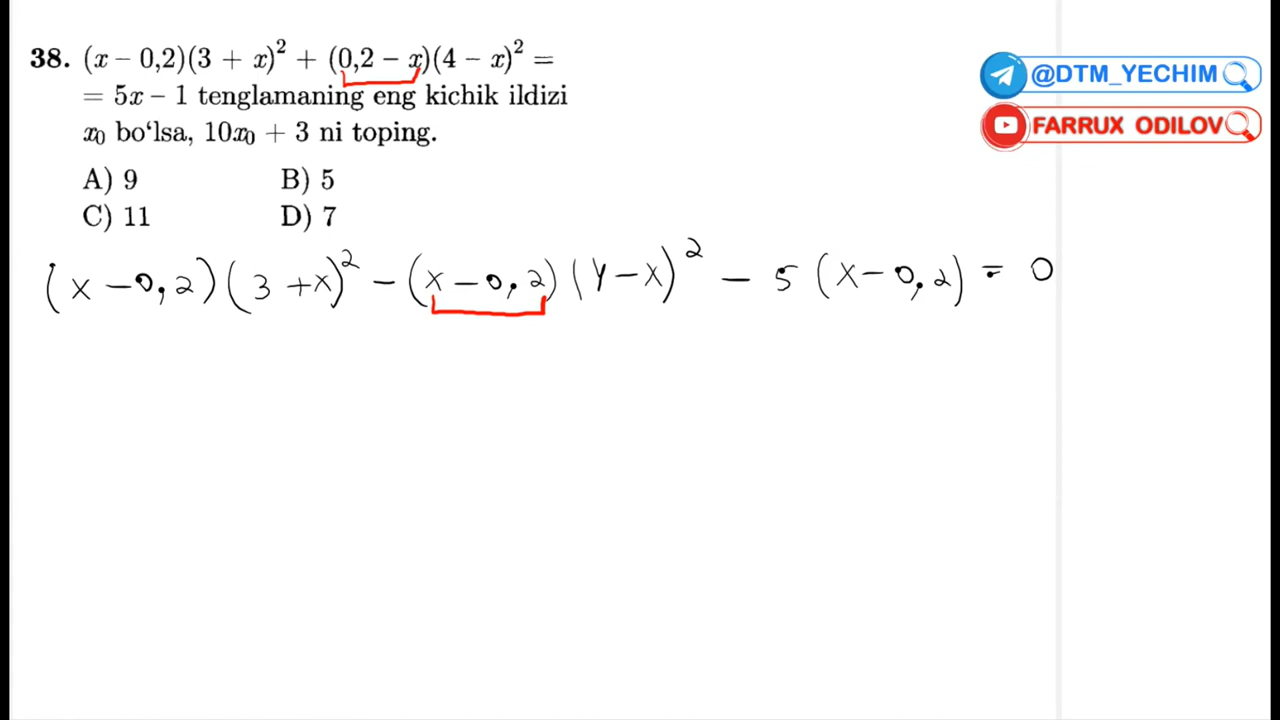 38. (x − 0,2)(3 + x)² + (0,2 − x)(4 − x)² =
= 5x − 1 tenglamaning eng kichik ildizi
x₀ bo‘lsa, 10x₀ + 3 ni toping.
A) 9 B) 5
C) 11 D) 7
@DTM_YECHIM
FARRUX ODILOV
(x − 0,2)(3 + x)² − (x − 0,2)(4 − x)² − 5(x − 0,2) = 0